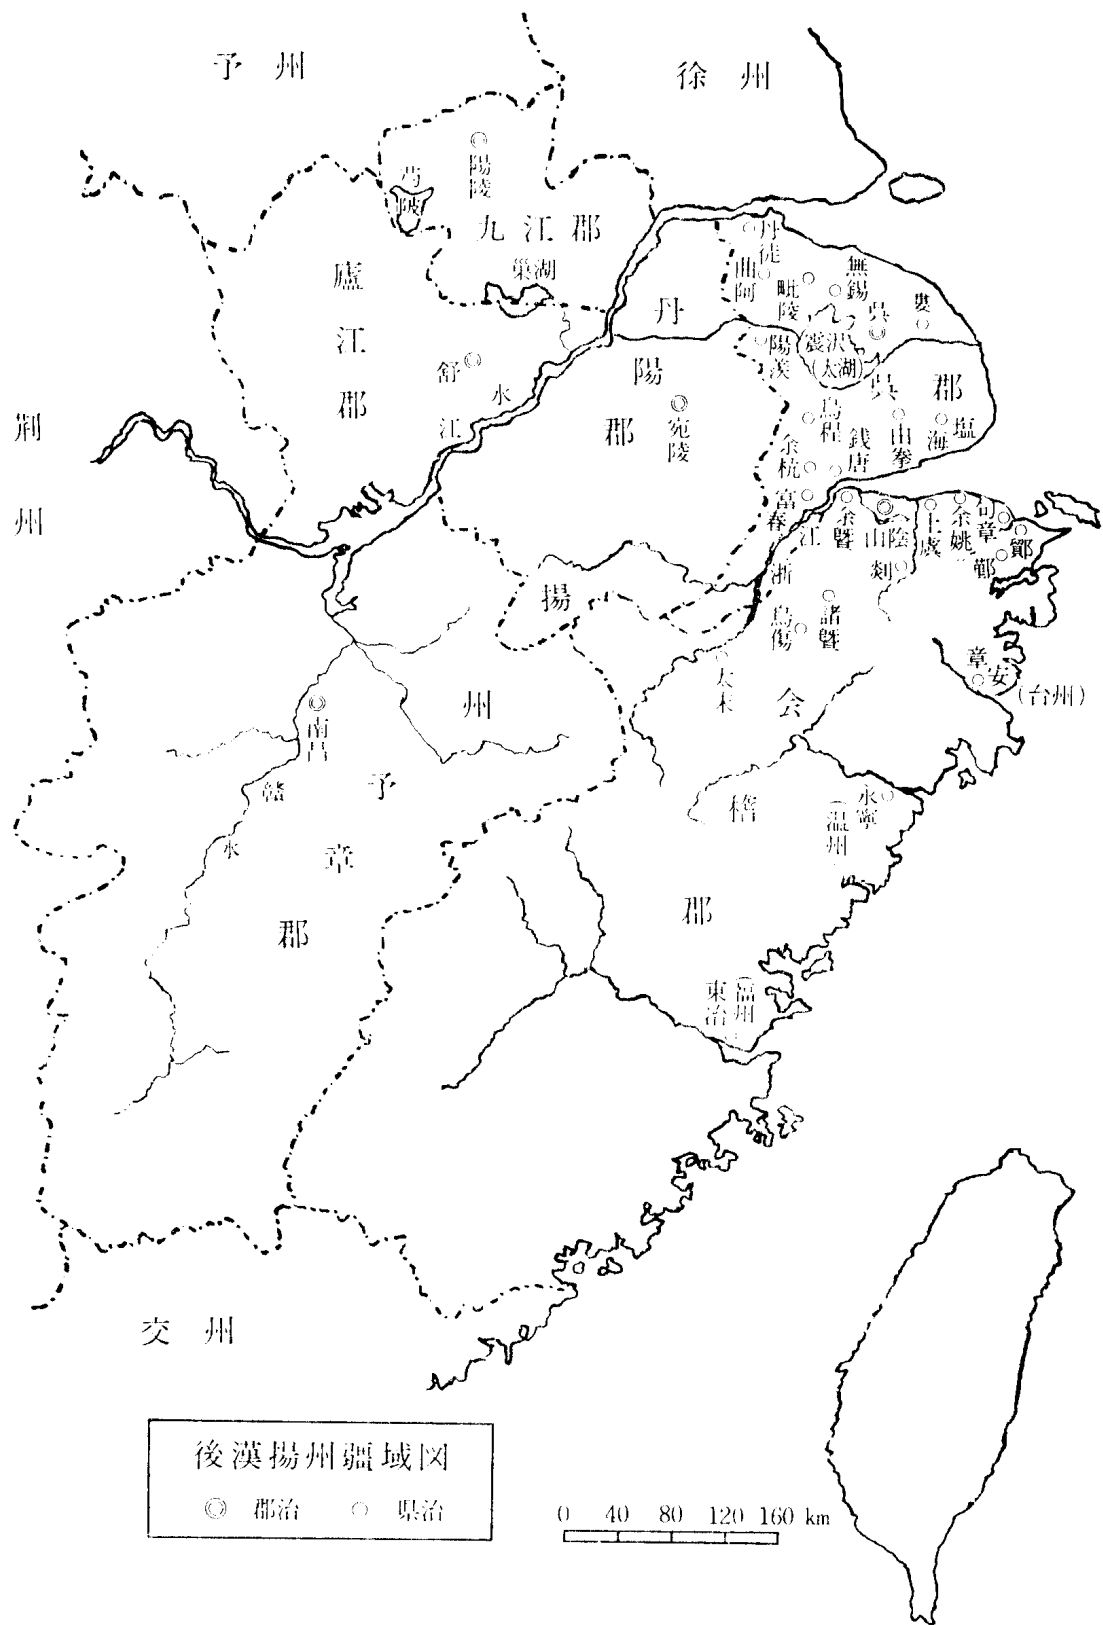 予州
徐州
陽陵
芍陂
九江郡
巣湖
廬江郡
舒
江水
荊州
丹陽郡
宛陵
丹徒
曲阿
毗陵
無錫
呉
婁
震沢
(太湖)
陽羨
呉郡
烏程
余杭
銭唐
由拳
海塩
富春
浙江
余曁
山陰
上虞
余姚
句章
鄮
鄞
剡
諸曁
烏傷
太末
章安
(台州)
揚州
会稽郡
永寧
(温州)
東冶
(温州)
南昌
贛水
予章郡
交州
後漢揚州疆域図
◎ 郡治 ○ 県治
0 40 80 120 160 km